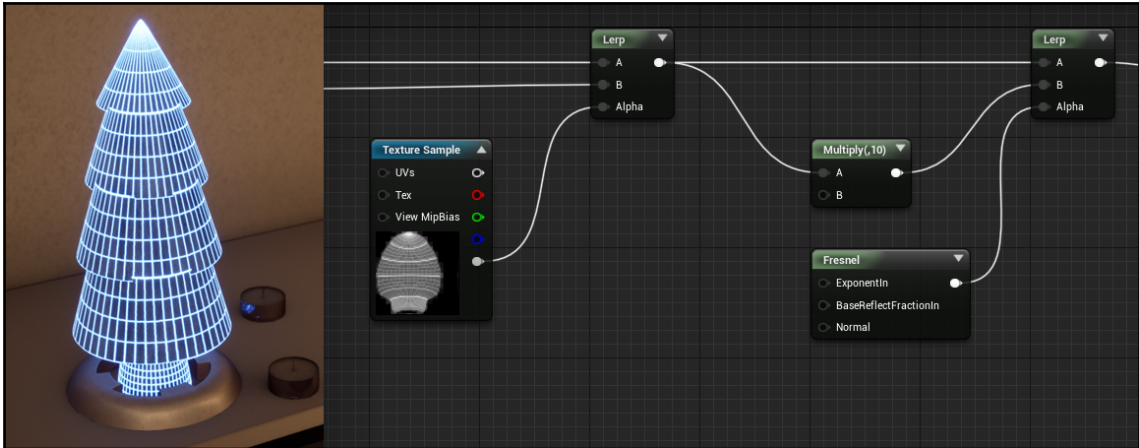 Lerp
A
B
Alpha
Texture Sample
UVs
Tex
View MipBias
Multiply(,10)
A
B
Fresnel
ExponentIn
BaseReflectFractionIn
Normal
Lerp
A
B
Alpha